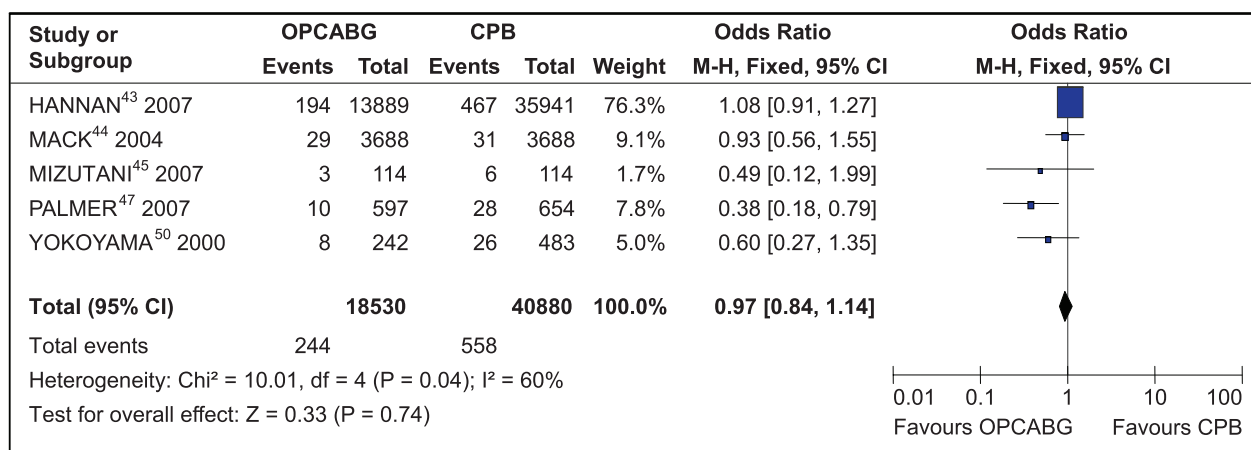 Study or Subgroup OPCABG CPB Odds Ratio Odds Ratio
Events Total Events Total Weight M-H, Fixed, 95% CI M-H, Fixed, 95% CI
HANNAN⁴³ 2007 194 13889 467 35941 76.3% 1.08 [0.91, 1.27]
MACK⁴⁴ 2004 29 3688 31 3688 9.1% 0.93 [0.56, 1.55]
MIZUTANI⁴⁵ 2007 3 114 6 114 1.7% 0.49 [0.12, 1.99]
PALMER⁴⁷ 2007 10 597 28 654 7.8% 0.38 [0.18, 0.79]
YOKOYAMA⁵⁰ 2000 8 242 26 483 5.0% 0.60 [0.27, 1.35]
Total (95% CI) 18530 40880 100.0% 0.97 [0.84, 1.14]
Total events 244 558
Heterogeneity: Chi² = 10.01, df = 4 (P = 0.04); I² = 60%
Test for overall effect: Z = 0.33 (P = 0.74)
0.01 0.1 1 10 100
Favours OPCABG Favours CPB